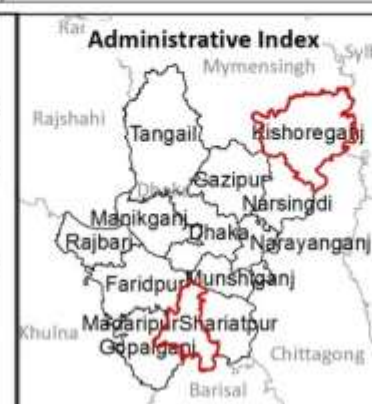 Administrative Index
Mymensingh
Rajshahi
Tangail
Kishoreganj
Gazipur
Dhaka
Narsingdi
Manikganj
Dhaka
Narayanganj
Rajbari
Faridpur
Munshiganj
Khulna
Madaripur
Shariatpur
Gopalganj
Chittagong
Barisal